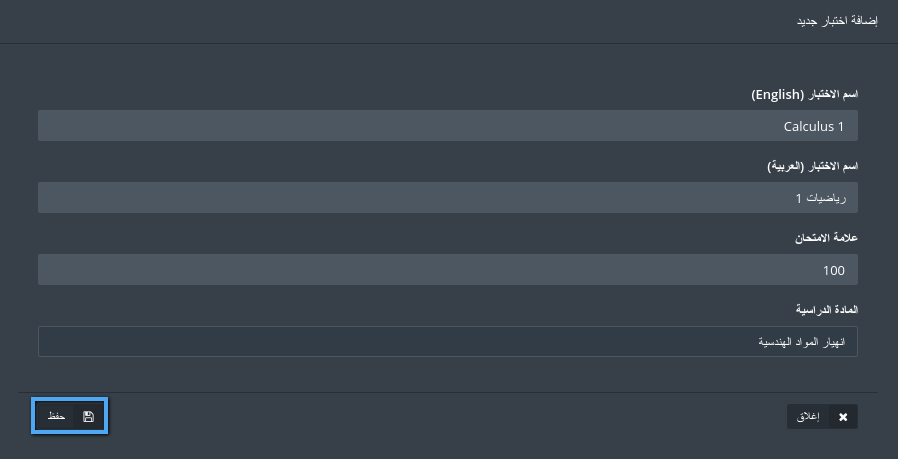 إضافة اختبار جديد
اسم الاختبار (English)
Calculus 1
اسم الاختبار (العربية)
رياضيات 1
علامة الامتحان
100
المادة الدراسية
انهيار المواد الهندسية
إغلاق
حفظ